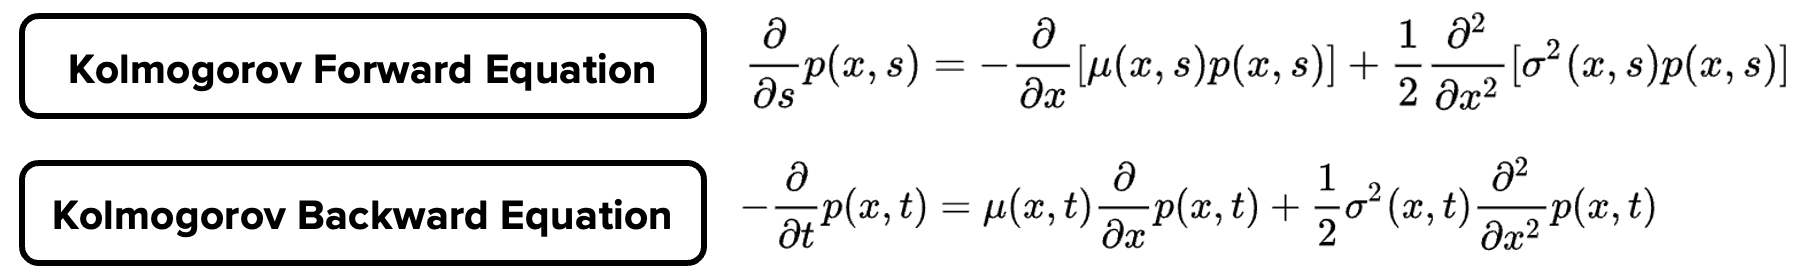 Kolmogorov Forward Equation
∂/∂s p(x, s) = −∂/∂x [μ(x, s)p(x, s)] + 1/2 ∂²/∂x² [σ²(x, s)p(x, s)]
Kolmogorov Backward Equation
−∂/∂t p(x, t) = μ(x, t) ∂/∂x p(x, t) + 1/2 σ²(x, t) ∂²/∂x² p(x, t)